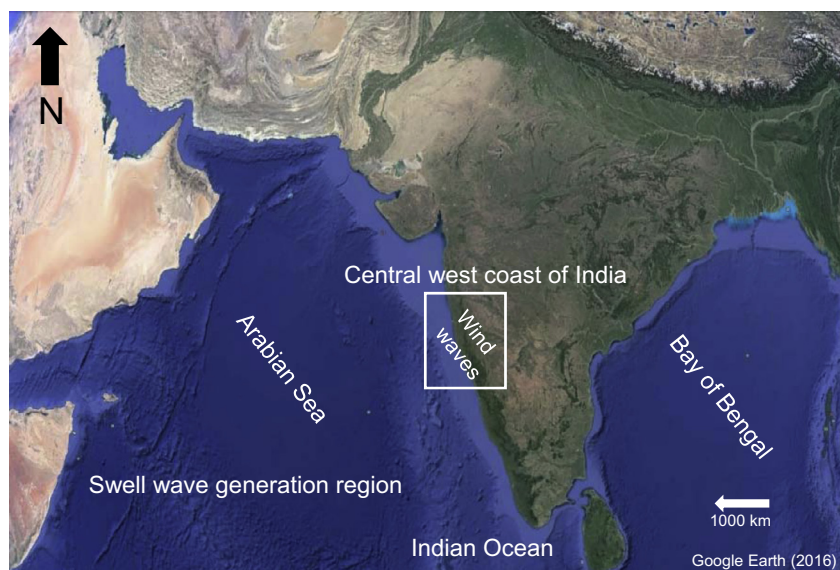 N
Central west coast of India
Wind
waves
Arabian Sea
Bay of Bengal
Swell wave generation region
1000 km
Indian Ocean
Google Earth (2016)